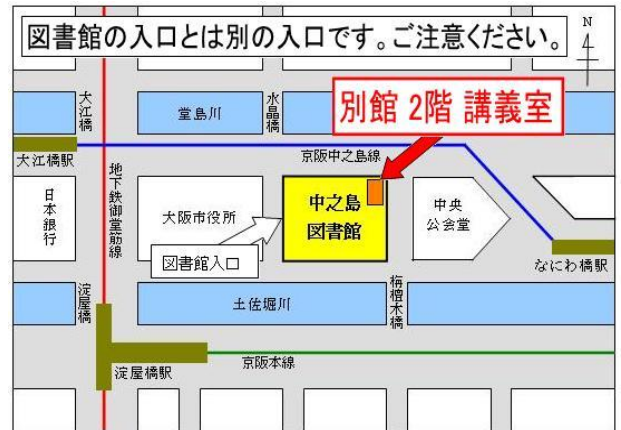 図書館の入口とは別の入口です。ご注意ください。
N
大江橋
堂島川
水晶橋
別館 2階 講義室
大江橋駅
京阪中之島線
地下鉄御堂筋線
日本銀行
大阪市役所
中之島
図書館
中央
公会堂
図書館入口
なにわ橋駅
淀屋橋
土佐堀川
栴檀木橋
京阪本線
淀屋橋駅